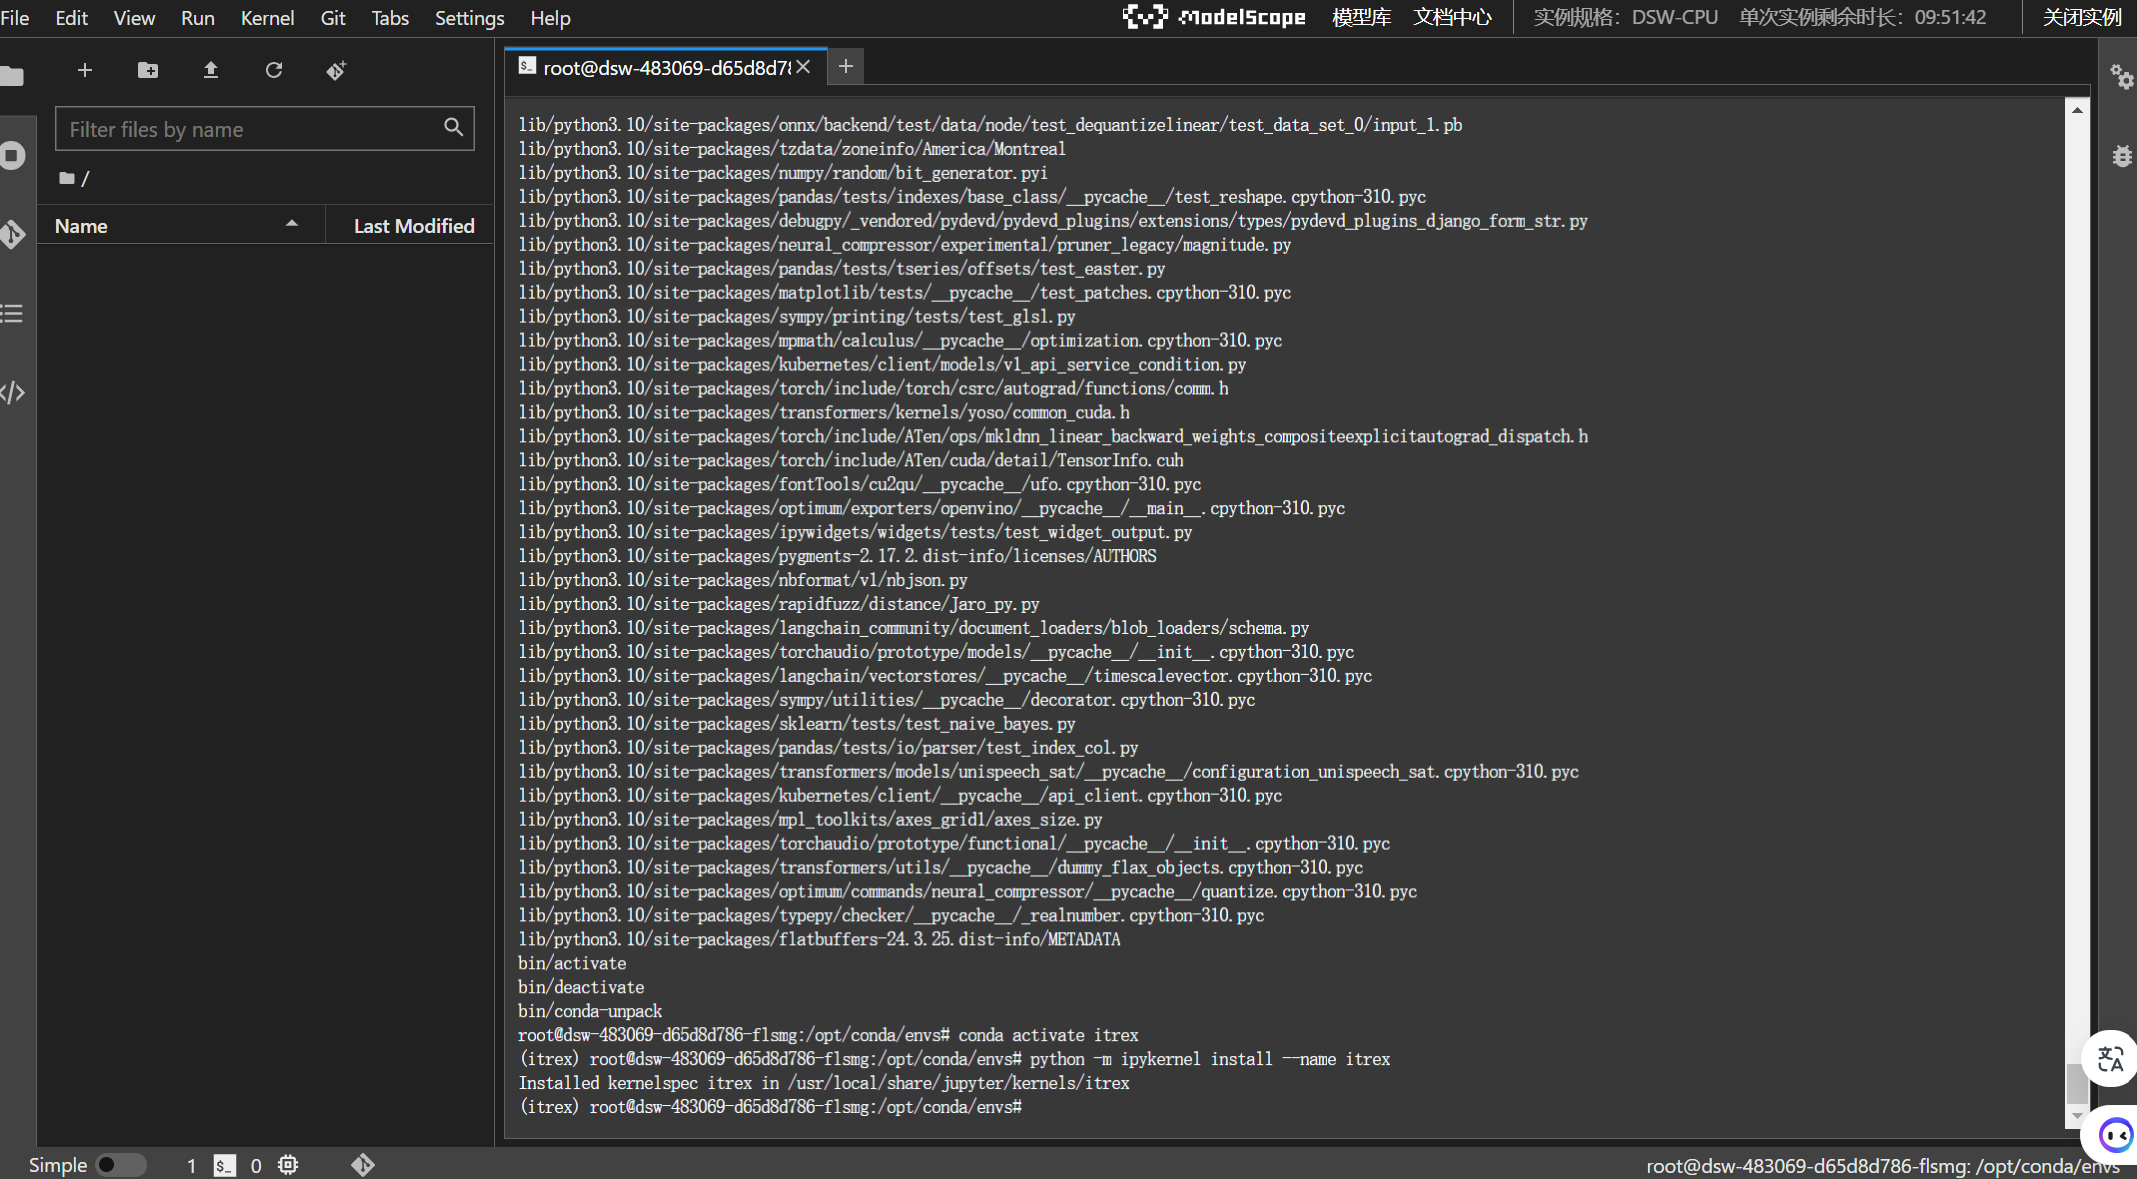 File Edit View Run Kernel Git Tabs Settings Help
ModelScope 模型库 文档中心 实例规格: DSW-CPU 单次实例剩余时长: 09:51:42 关闭实例
Filter files by name
/
Name Last Modified
root@dsw-483069-d65d8d78
lib/python3.10/site-packages/onnx/backend/test/data/node/test_dequantizelinear/test_data_set_0/input_1.pb
lib/python3.10/site-packages/tzdata/zoneinfo/America/Montreal
lib/python3.10/site-packages/numpy/random/bit_generator.pyi
lib/python3.10/site-packages/pandas/tests/indexes/base_class/__pycache__/test_reshape.cpython-310.pyc
lib/python3.10/site-packages/debugpy/_vendored/pydevd/pydevd_plugins/extensions/types/pydevd_plugins_django_form_str.py
lib/python3.10/site-packages/neural_compressor/experimental/pruner_legacy/magnitude.py
lib/python3.10/site-packages/pandas/tests/tseries/offsets/test_easter.py
lib/python3.10/site-packages/matplotlib/tests/__pycache__/test_patches.cpython-310.pyc
lib/python3.10/site-packages/sympy/printing/tests/test_glsl.py
lib/python3.10/site-packages/mpmath/calculus/__pycache__/optimization.cpython-310.pyc
lib/python3.10/site-packages/kubernetes/client/models/v1_api_service_condition.py
lib/python3.10/site-packages/torch/include/torch/csrc/autograd/functions/comm.h
lib/python3.10/site-packages/transformers/kernels/yoso/common_cuda.h
lib/python3.10/site-packages/torch/include/ATen/ops/mkldnn_linear_backward_weights_compositeexplicitautograd_dispatch.h
lib/python3.10/site-packages/torch/include/ATen/cuda/detail/TensorInfo.cuh
lib/python3.10/site-packages/fontTools/cu2qu/__pycache__/ufo.cpython-310.pyc
lib/python3.10/site-packages/optimum/exporters/openvino/__pycache__/__main__.cpython-310.pyc
lib/python3.10/site-packages/ipywidgets/widgets/tests/test_widget_output.py
lib/python3.10/site-packages/pygments-2.17.2.dist-info/licenses/AUTHORS
lib/python3.10/site-packages/nbformat/v1/nbjson.py
lib/python3.10/site-packages/rapidfuzz/distance/Jaro_py.py
lib/python3.10/site-packages/langchain_community/document_loaders/blob_loaders/schema.py
lib/python3.10/site-packages/torchaudio/prototype/models/__pycache__/__init__.cpython-310.pyc
lib/python3.10/site-packages/langchain/vectorstores/__pycache__/timescalevector.cpython-310.pyc
lib/python3.10/site-packages/sympy/utilities/__pycache__/decorator.cpython-310.pyc
lib/python3.10/site-packages/sklearn/tests/test_naive_bayes.py
lib/python3.10/site-packages/pandas/tests/io/parser/test_index_col.py
lib/python3.10/site-packages/transformers/models/unispeech_sat/__pycache__/configuration_unispeech_sat.cpython-310.pyc
lib/python3.10/site-packages/kubernetes/client/__pycache__/api_client.cpython-310.pyc
lib/python3.10/site-packages/mpl_toolkits/axes_grid1/axes_size.py
lib/python3.10/site-packages/torchaudio/prototype/functional/__pycache__/__init__.cpython-310.pyc
lib/python3.10/site-packages/transformers/utils/__pycache__/dummy_flax_objects.cpython-310.pyc
lib/python3.10/site-packages/optimum/commands/neural_compressor/__pycache__/quantize.cpython-310.pyc
lib/python3.10/site-packages/typepy/checker/__pycache__/_realnumber.cpython-310.pyc
lib/python3.10/site-packages/flatbuffers-24.3.25.dist-info/METADATA
bin/activate
bin/deactivate
bin/conda-unpack
root@dsw-483069-d65d8d786-flsmg:/opt/conda/envs# conda activate itrex
(itrex) root@dsw-483069-d65d8d786-flsmg:/opt/conda/envs# python -m ipykernel install --name itrex
Installed kernelspec itrex in /usr/local/share/jupyter/kernels/itrex
(itrex) root@dsw-483069-d65d8d786-flsmg:/opt/conda/envs#
Simple 1 0 root@dsw-483069-d65d8d786-flsmg: /opt/conda/envs